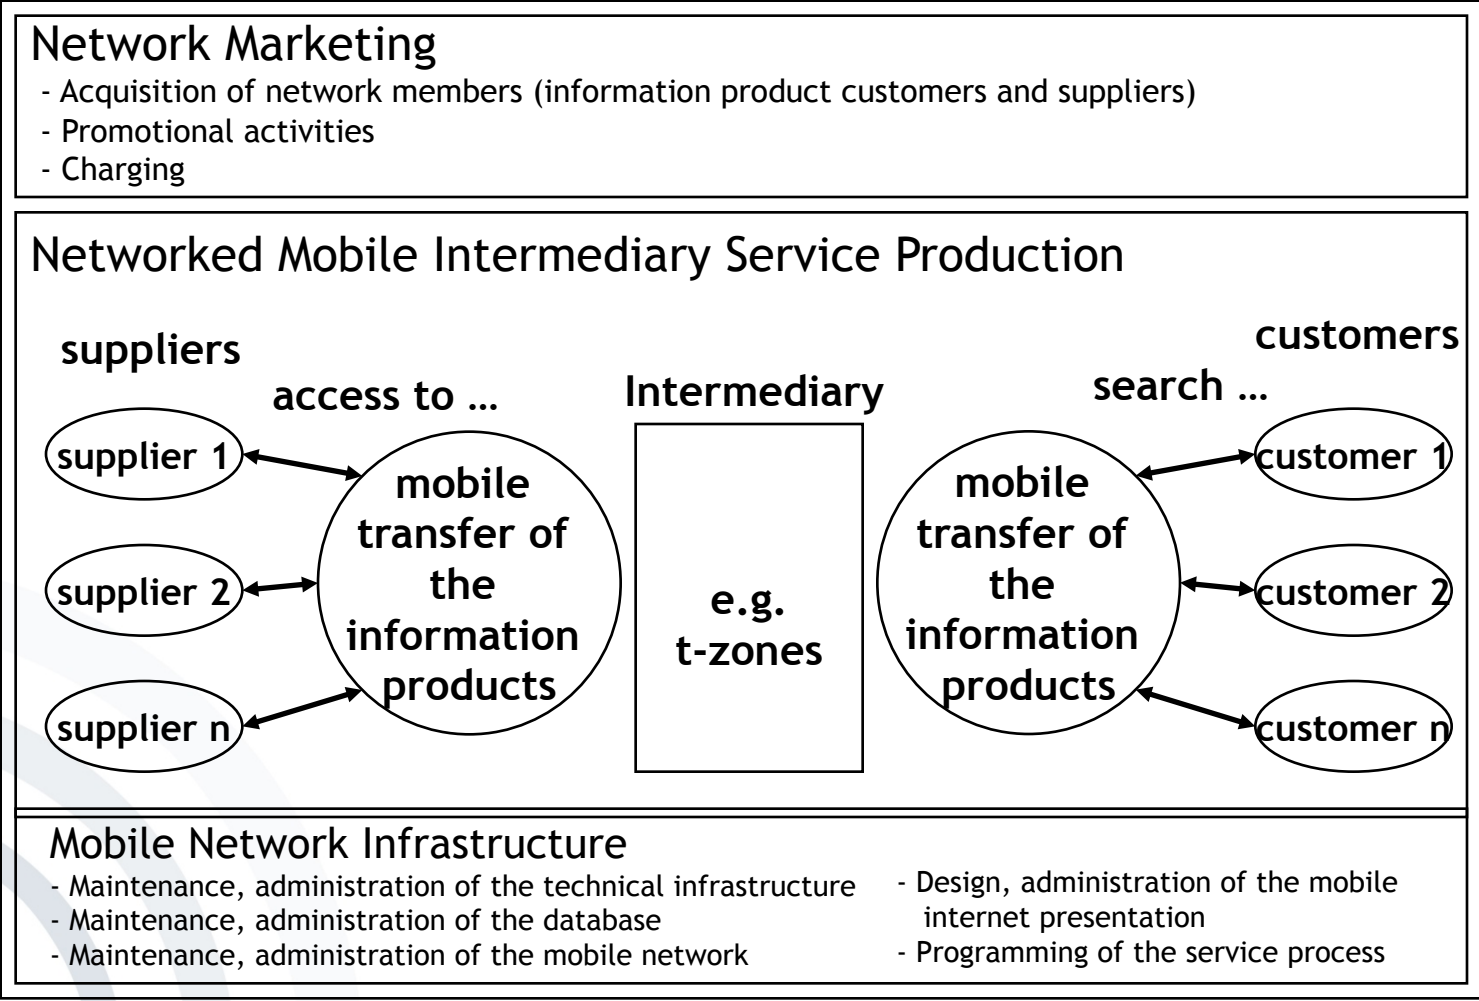 Network Marketing
- Acquisition of network members (information product customers and suppliers)
- Promotional activities
- Charging
Networked Mobile Intermediary Service Production
suppliers
access to ...
Intermediary
search ...
customers
supplier 1
supplier 2
supplier n
mobile
transfer of
the
information
products
e.g.
t-zones
mobile
transfer of
the
information
products
customer 1
customer 2
customer n
Mobile Network Infrastructure
- Maintenance, administration of the technical infrastructure
- Maintenance, administration of the database
- Maintenance, administration of the mobile network
- Design, administration of the mobile
internet presentation
- Programming of the service process